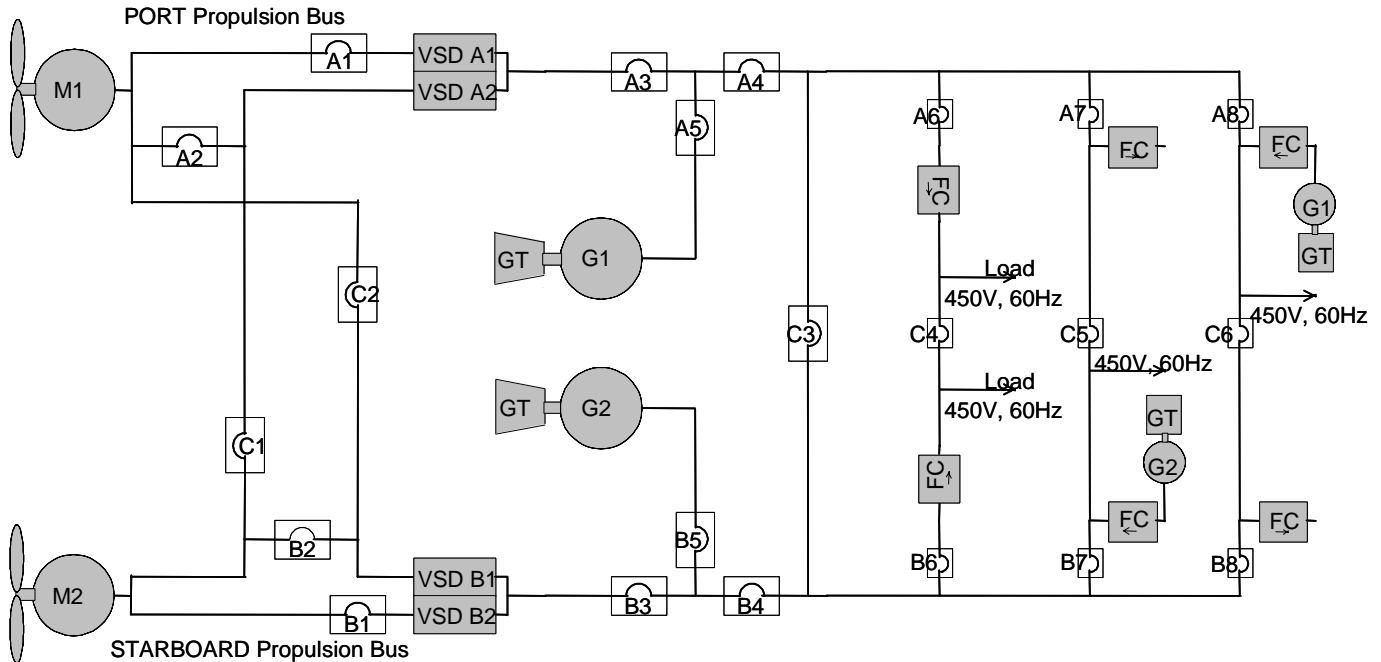 PORT Propulsion Bus
A1
VSD A1
M1
VSD A2
A2
A3
A4
A5
A6
A7
A8
FC
FC
FC
G1
GT
GT
G1
C2
Load
450V, 60Hz
450V, 60Hz
C3
C4
C5
C6
450V, 60Hz
Load
450V, 60Hz
GT
G2
GT
G2
C1
FC
FC
FC
B2
B5
B6
B7
B8
VSD B1
M2
VSD B2
B1
B3
B4
STARBOARD Propulsion Bus